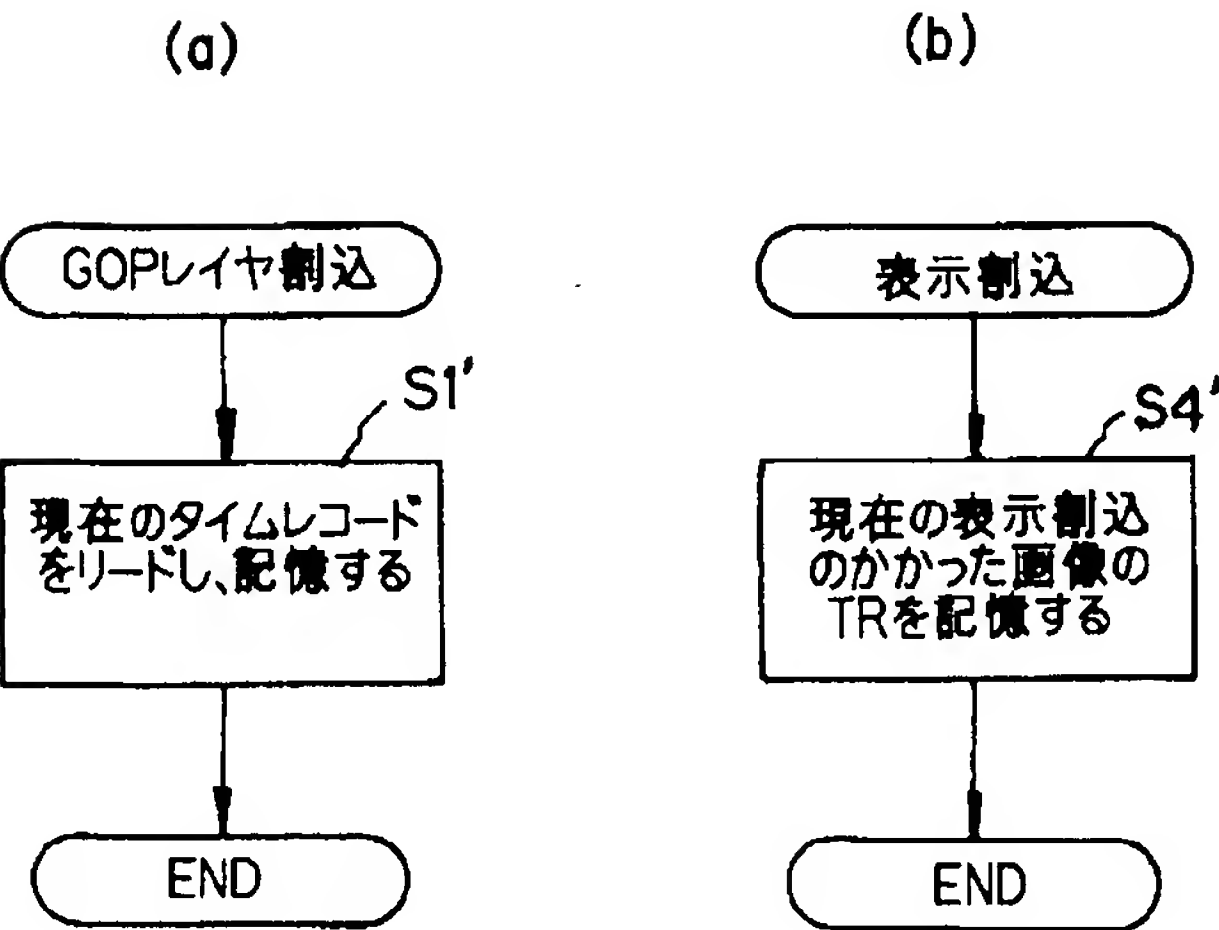 (a)
GOPレイヤ割込
S1'
現在のタイムレコード
をリードし、記憶する
END
(b)
表示割込
S4'
現在の表示割込
のかかった画像の
TRを記憶する
END